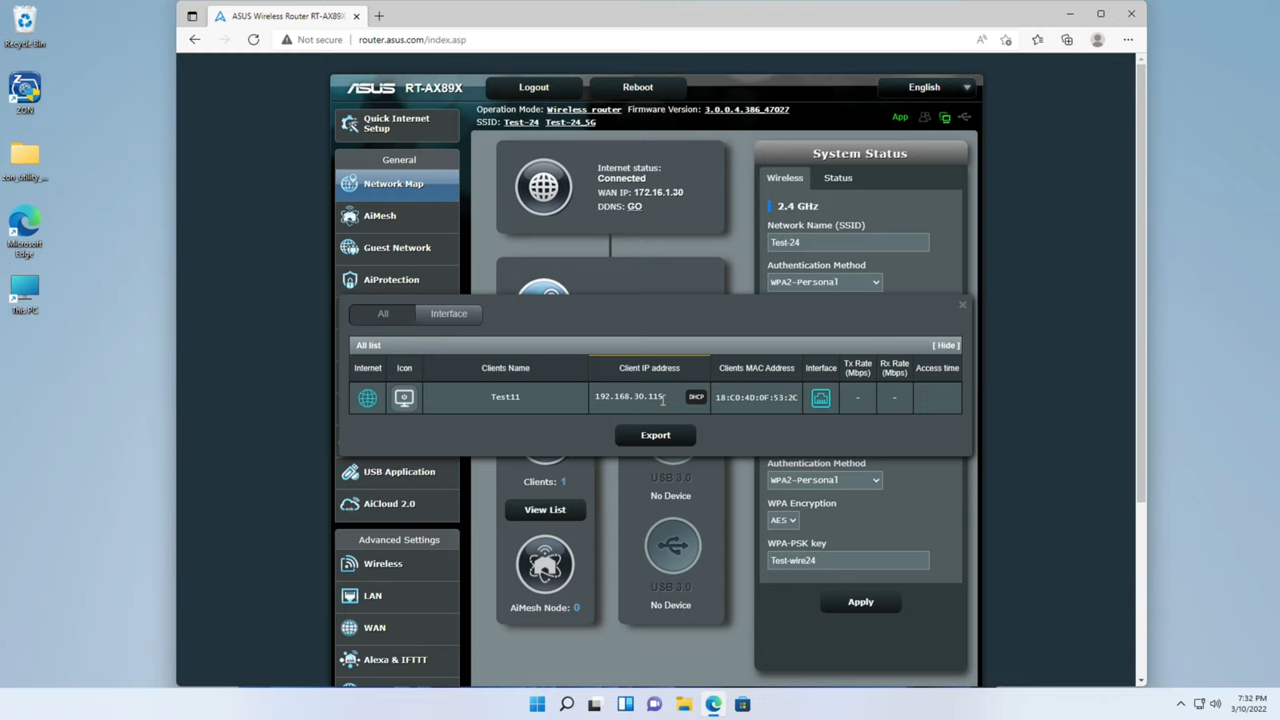 Recycle Bin
ZON
zon_utility_...
Microsoft
Edge
This PC
ASUS Wireless Router RT-AX89X
Not secure
router.asus.com/index.asp
ASUS RT-AX89X
Logout
Reboot
English
Operation Mode: Wireless router Firmware Version: 3.0.0.4.386_47027
SSID: Test-24 Test-24_5G
App
Quick Internet
Setup
General
Network Map
AiMesh
Guest Network
AiProtection
Internet status:
Connected
WAN IP: 172.16.1.30
DDNS: GO
System Status
Wireless
Status
2.4 GHz
Network Name (SSID)
Test-24
Authentication Method
WPA2-Personal
All
Interface
All list
[ Hide ]
Internet
Icon
Clients Name
Client IP address
Clients MAC Address
Interface
Tx Rate
(Mbps)
Rx Rate
(Mbps)
Access time
Test11
192.168.30.115
DHCP
18:C0:4D:0F:53:2C
-
-
Export
USB Application
AiCloud 2.0
Advanced Settings
Wireless
LAN
WAN
Alexa & IFTTT
Clients: 1
View List
AiMesh Node: 0
USB 3.0
No Device
USB 3.0
No Device
Authentication Method
WPA2-Personal
WPA Encryption
AES
WPA-PSK key
Test-wire24
Apply
7:32 PM
3/10/2022